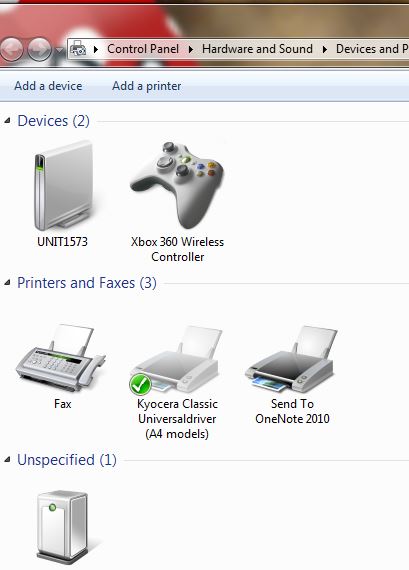 Control Panel Hardware and Sound Devices and P
Add a device Add a printer
Devices (2)
UNIT1573
Xbox 360 Wireless
Controller
Printers and Faxes (3)
Fax
Kyocera Classic
Universaldriver
(A4 models)
Send To
OneNote 2010
Unspecified (1)